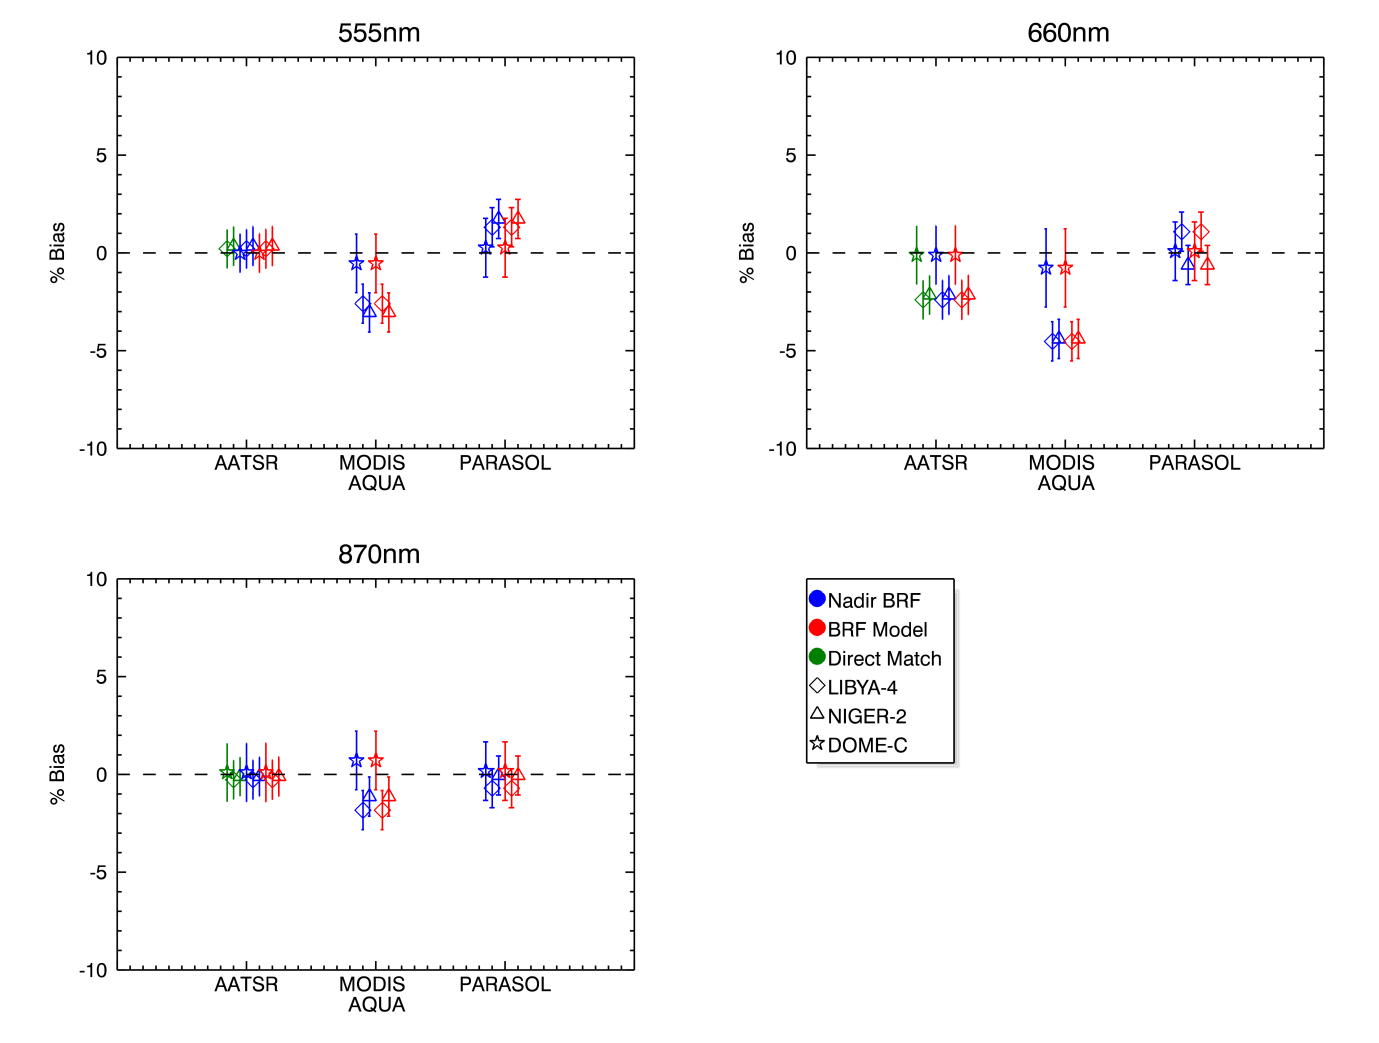 555nm
10
5
0
-5
-10
% Bias
AATSR MODIS PARASOL
AQUA
660nm
10
5
0
-5
-10
% Bias
AATSR MODIS PARASOL
AQUA
870nm
10
5
0
-5
-10
% Bias
AATSR MODIS PARASOL
AQUA
Nadir BRF
BRF Model
Direct Match
LIBYA-4
NIGER-2
DOME-C